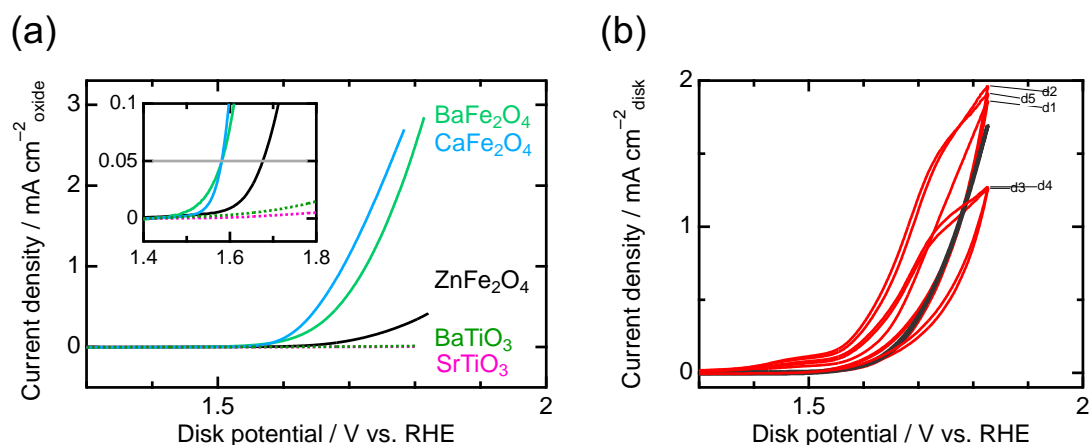 (a)
Current density / mA cm⁻²oxide
3
2
1
0
0.1
0.05
0
1.4
1.6
1.8
BaFe₂O₄
CaFe₂O₄
ZnFe₂O₄
BaTiO₃
SrTiO₃
1.5
2
Disk potential / V vs. RHE
(b)
Current density / mA cm⁻²disk
2
1
0
d2
d5
d1
d3
d4
1.5
2
Disk potential / V vs. RHE